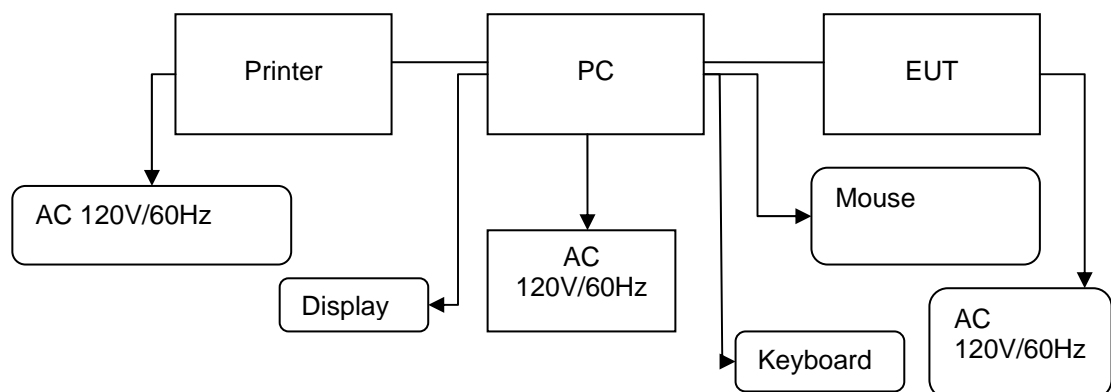 Printer
PC
EUT
AC 120V/60Hz
Mouse
AC
120V/60Hz
Display
AC
120V/60Hz
Keyboard